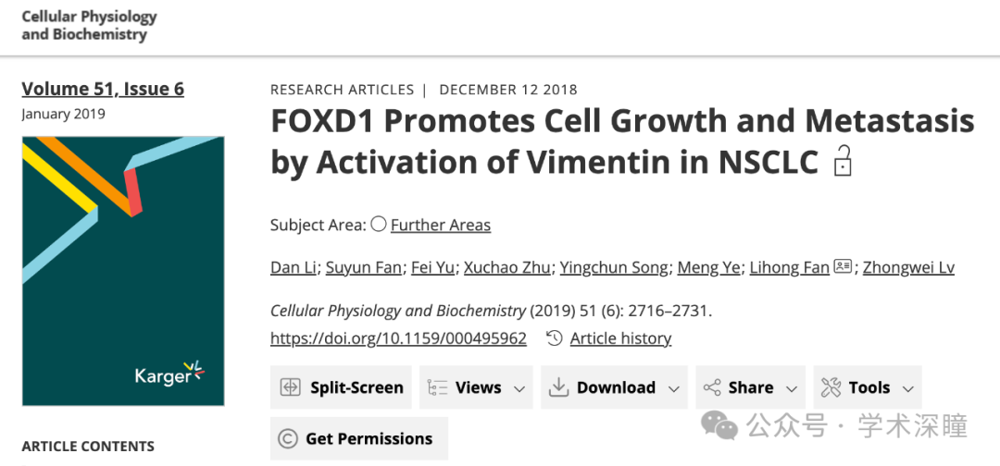 Cellular Physiology
and Biochemistry
Volume 51, Issue 6
January 2019
Karger
ARTICLE CONTENTS
RESEARCH ARTICLES | DECEMBER 12 2018
FOXD1 Promotes Cell Growth and Metastasis
by Activation of Vimentin in NSCLC
Subject Area: Further Areas
Dan Li; Suyun Fan; Fei Yu; Xuchao Zhu; Yingchun Song; Meng Ye; Lihong Fan; Zhongwei Lv
Cellular Physiology and Biochemistry (2019) 51 (6): 2716–2731.
https://doi.org/10.1159/000495962 Article history
Split-Screen Views Download Share Tools
© Get Permissions
公众号 · 学术深瞳